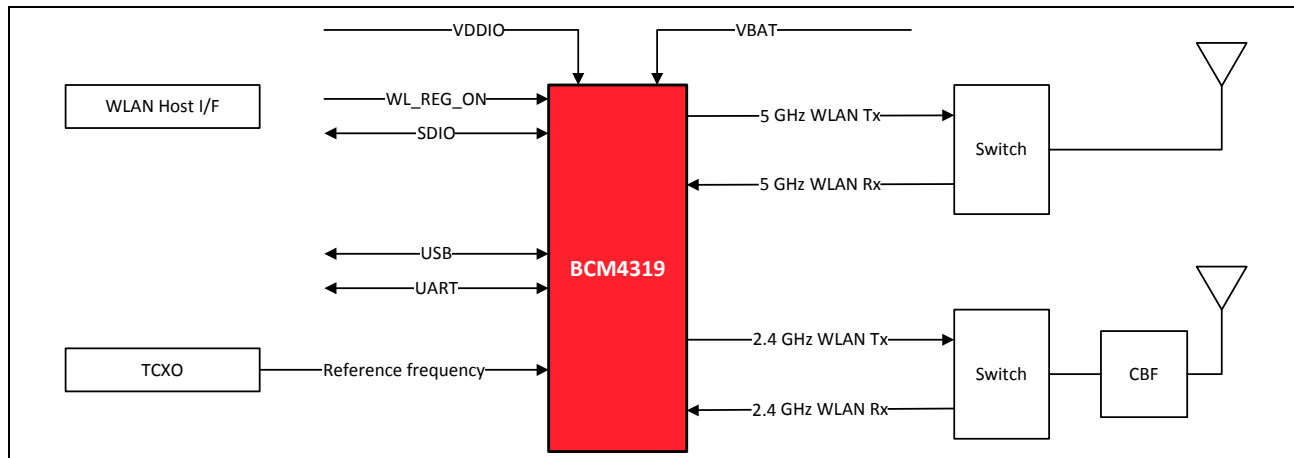 VDDIO
VBAT
WLAN Host I/F
WL_REG_ON
SDIO
5 GHz WLAN Tx
5 GHz WLAN Rx
Switch
USB
UART
BCM4319
TCXO
Reference frequency
2.4 GHz WLAN Tx
2.4 GHz WLAN Rx
Switch
CBF